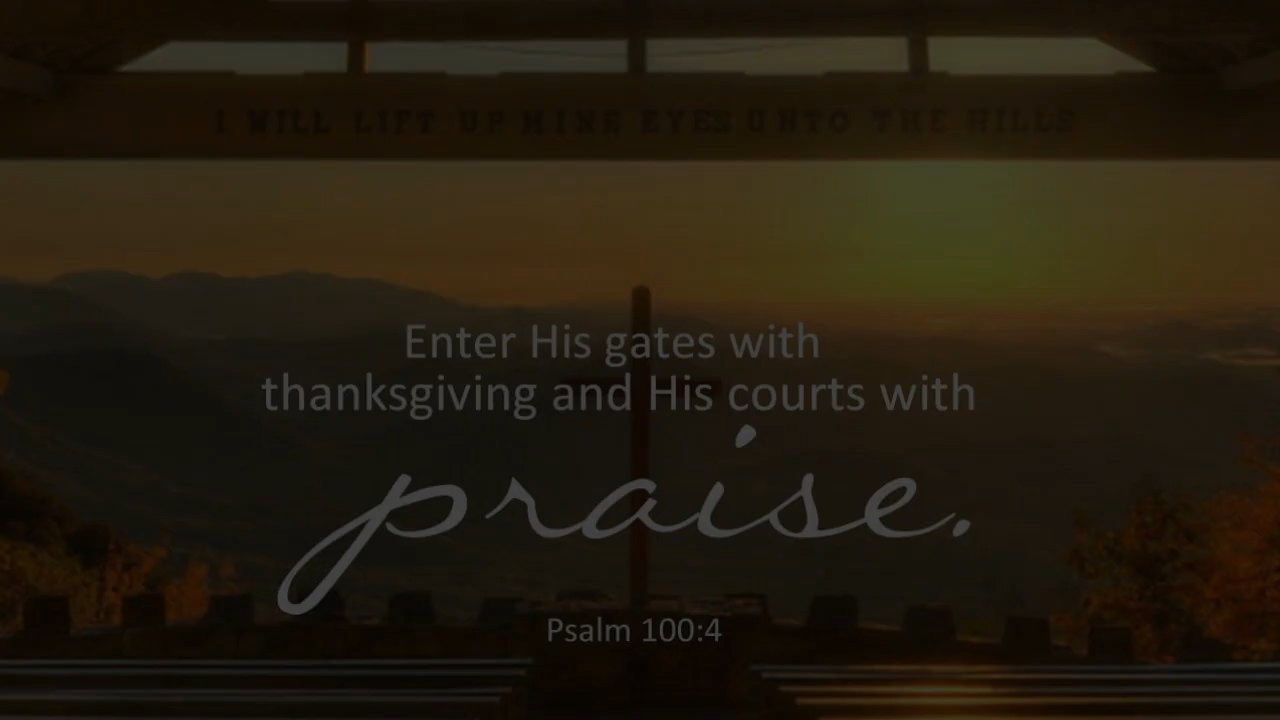 I WILL LIFT UP MINE EYES UNTO THE HILLS
Enter His gates with
thanksgiving and His courts with
praise.
Psalm 100:4